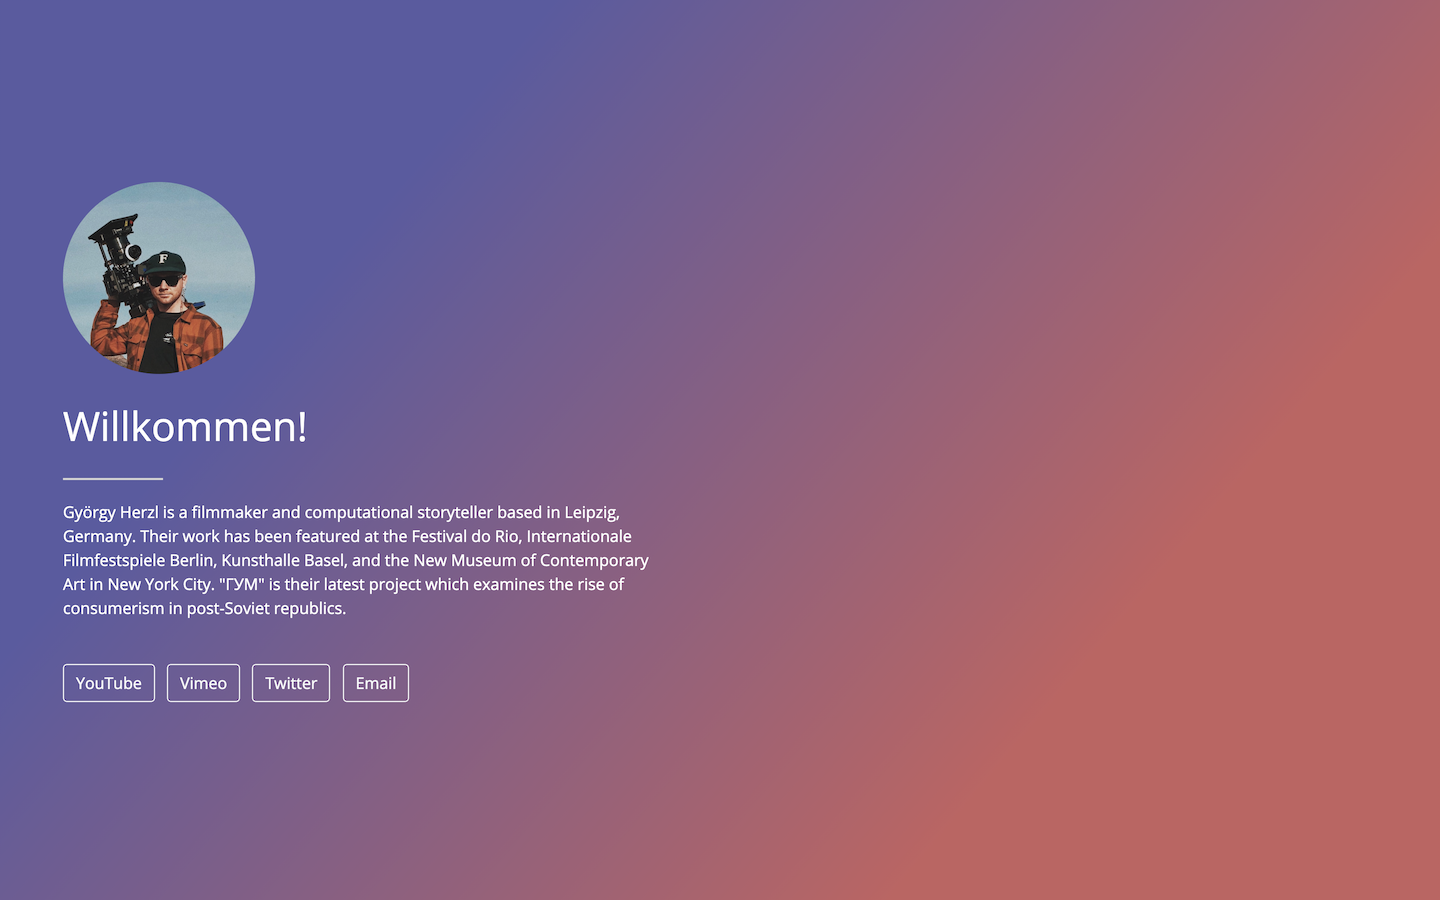 F
Willkommen!
György Herzl is a filmmaker and computational storyteller based in Leipzig,
Germany. Their work has been featured at the Festival do Rio, Internationale
Filmfestspiele Berlin, Kunsthalle Basel, and the New Museum of Contemporary
Art in New York City. "ГУМ" is their latest project which examines the rise of
consumerism in post-Soviet republics.
YouTube Vimeo Twitter Email